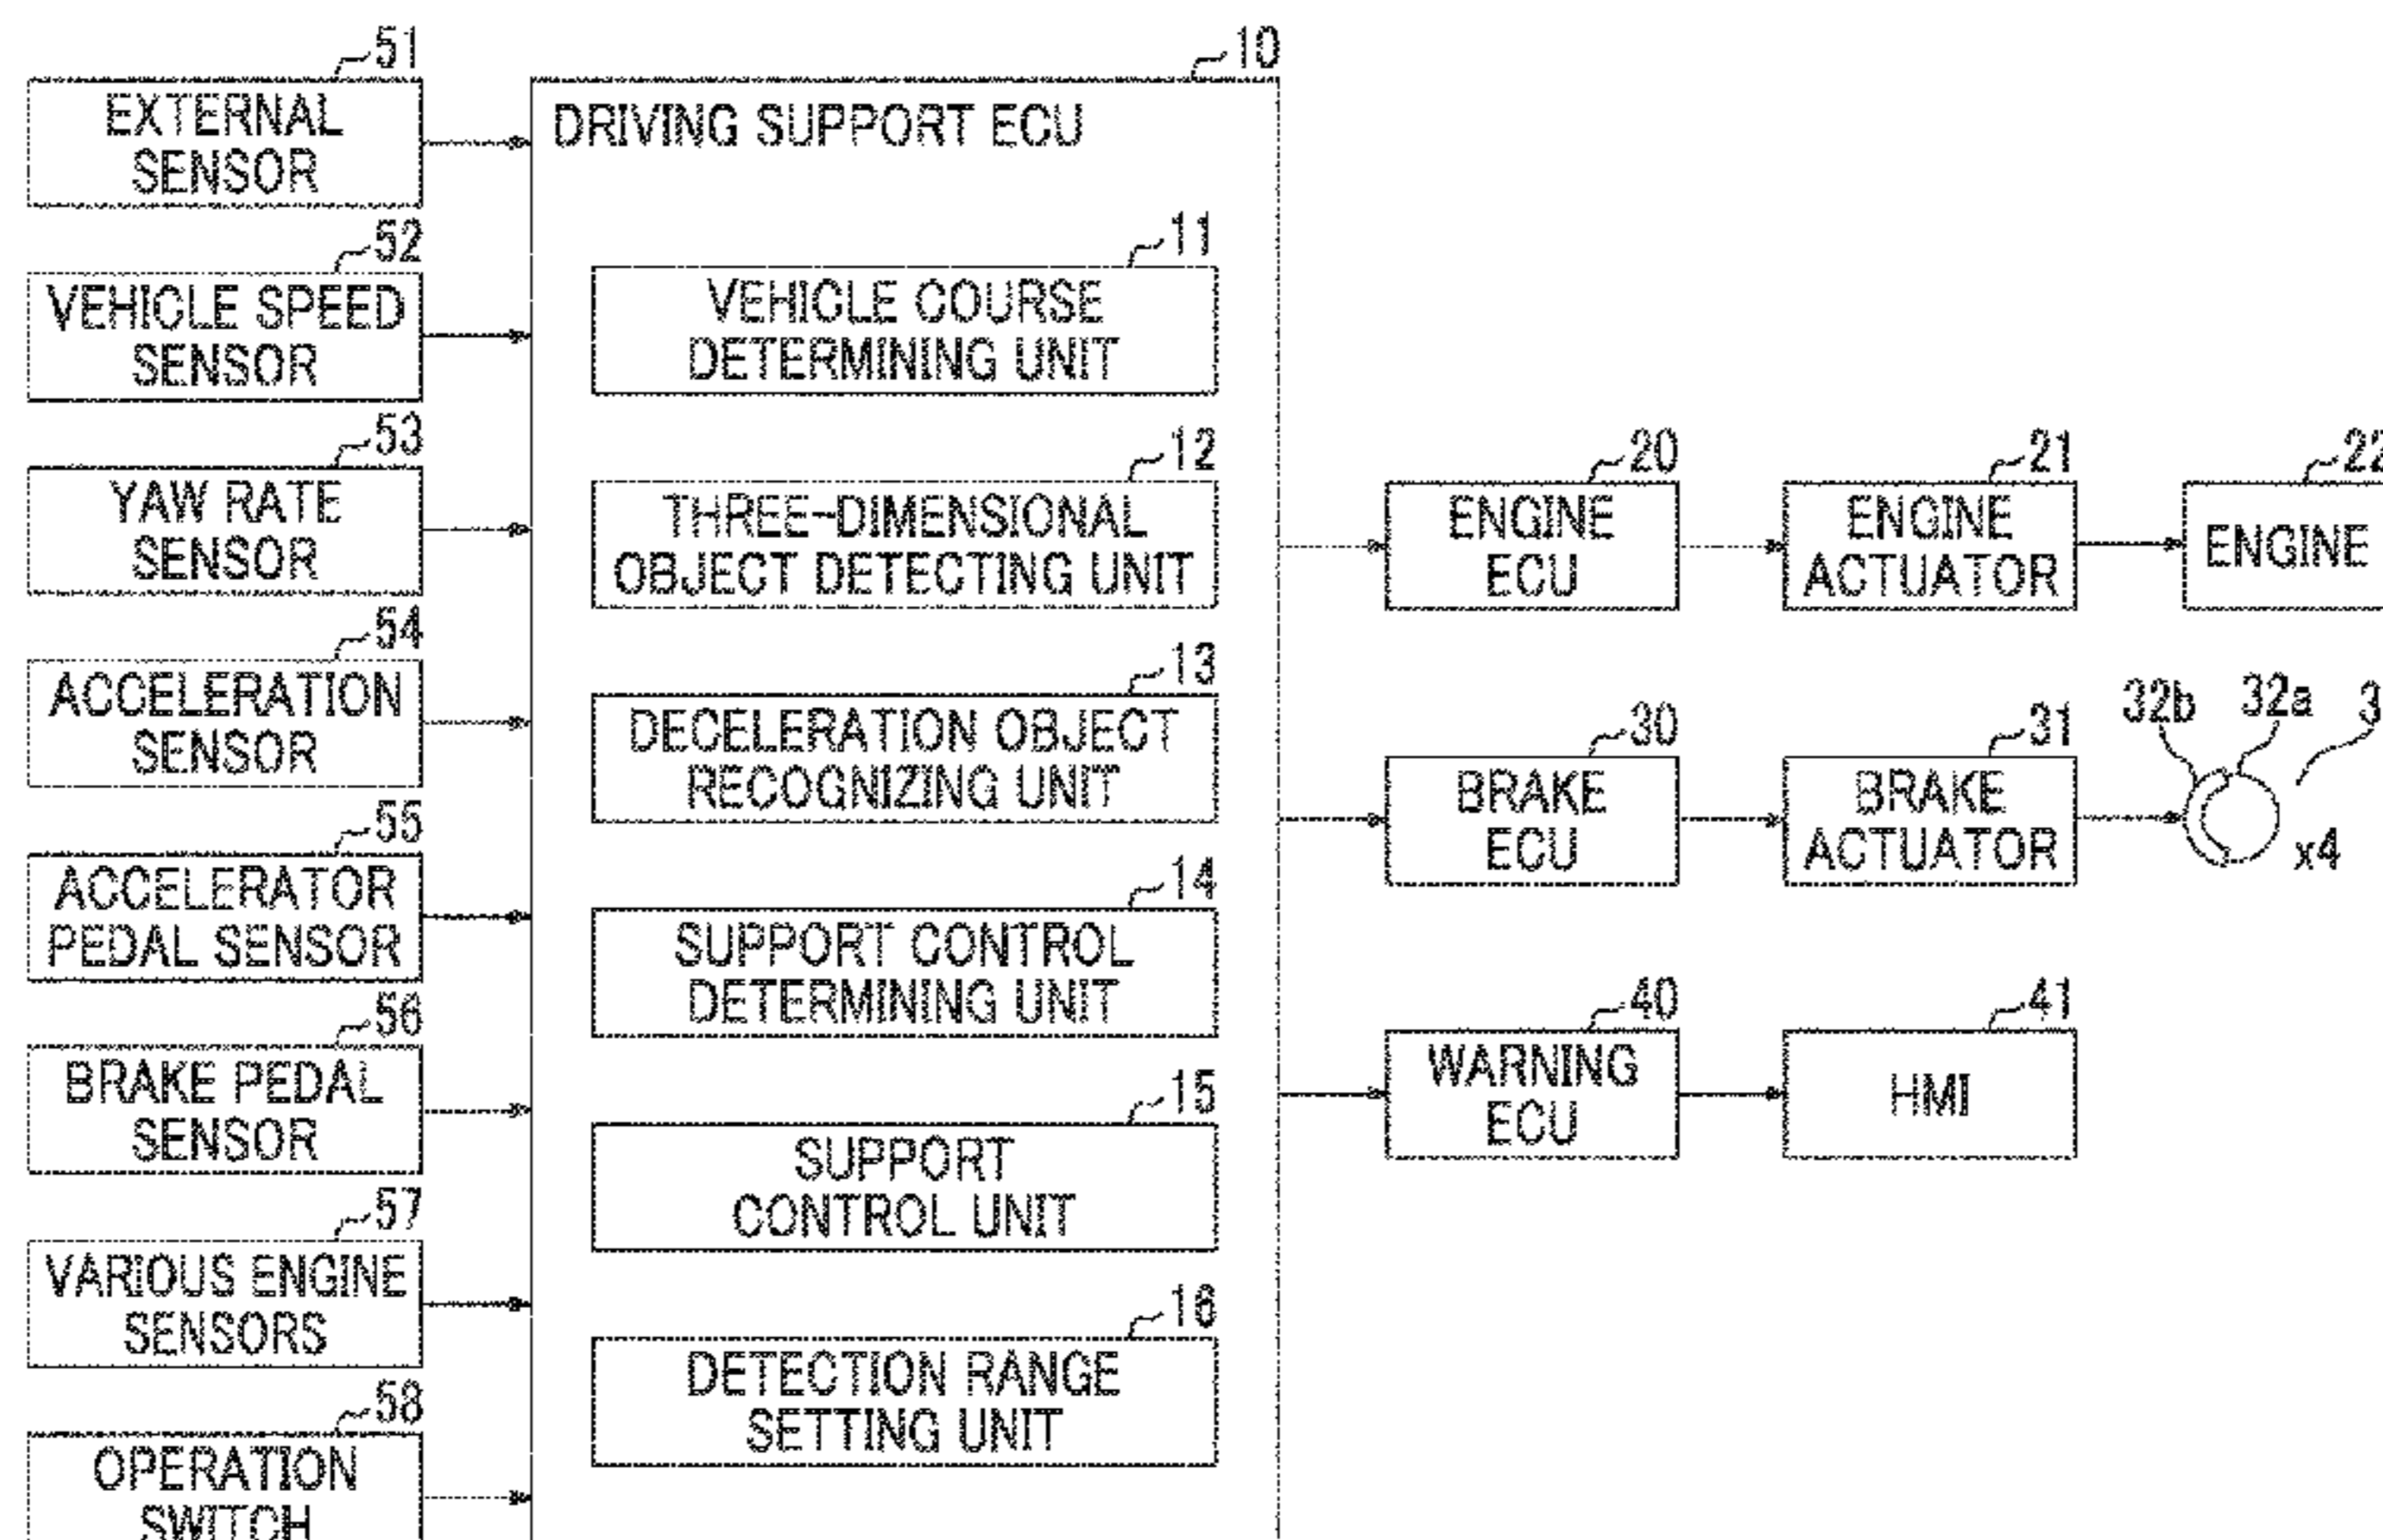 51
EXTERNAL
SENSOR
52
VEHICLE SPEED
SENSOR
53
YAW RATE
SENSOR
54
ACCELERATION
SENSOR
55
ACCELERATOR
PEDAL SENSOR
56
BRAKE PEDAL
SENSOR
57
VARIOUS ENGINE
SENSORS
58
OPERATION
SWITCH
10
DRIVING SUPPORT ECU
11
VEHICLE COURSE
DETERMINING UNIT
12
THREE-DIMENSIONAL
OBJECT DETECTING UNIT
13
DECELERATION OBJECT
RECOGNIZING UNIT
14
SUPPORT CONTROL
DETERMINING UNIT
15
SUPPORT
CONTROL UNIT
16
DETECTION RANGE
SETTING UNIT
20
ENGINE
ECU
21
ENGINE
ACTUATOR
22
ENGINE
30
BRAKE
ECU
31
BRAKE
ACTUATOR
32b
32a
x4
40
WARNING
ECU
41
HMI